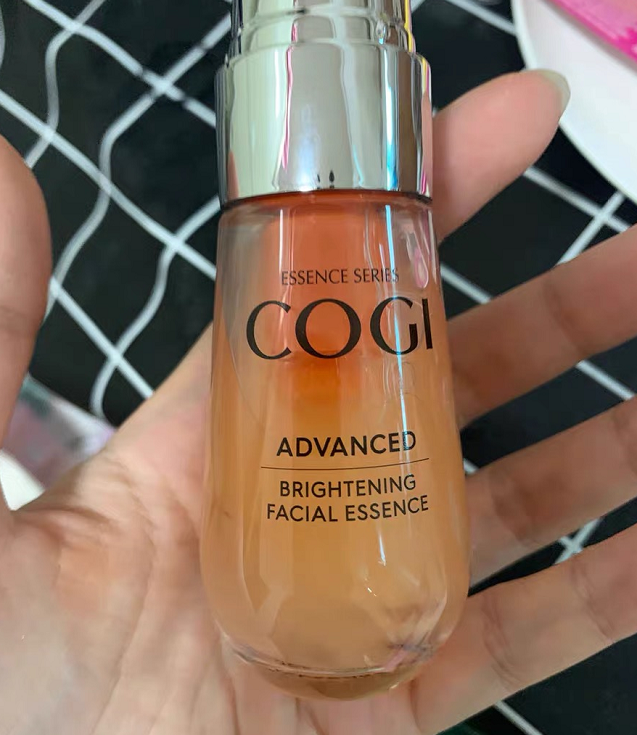 ESSENCE SERIES
COGI
ADVANCED
BRIGHTENING
FACIAL ESSENCE